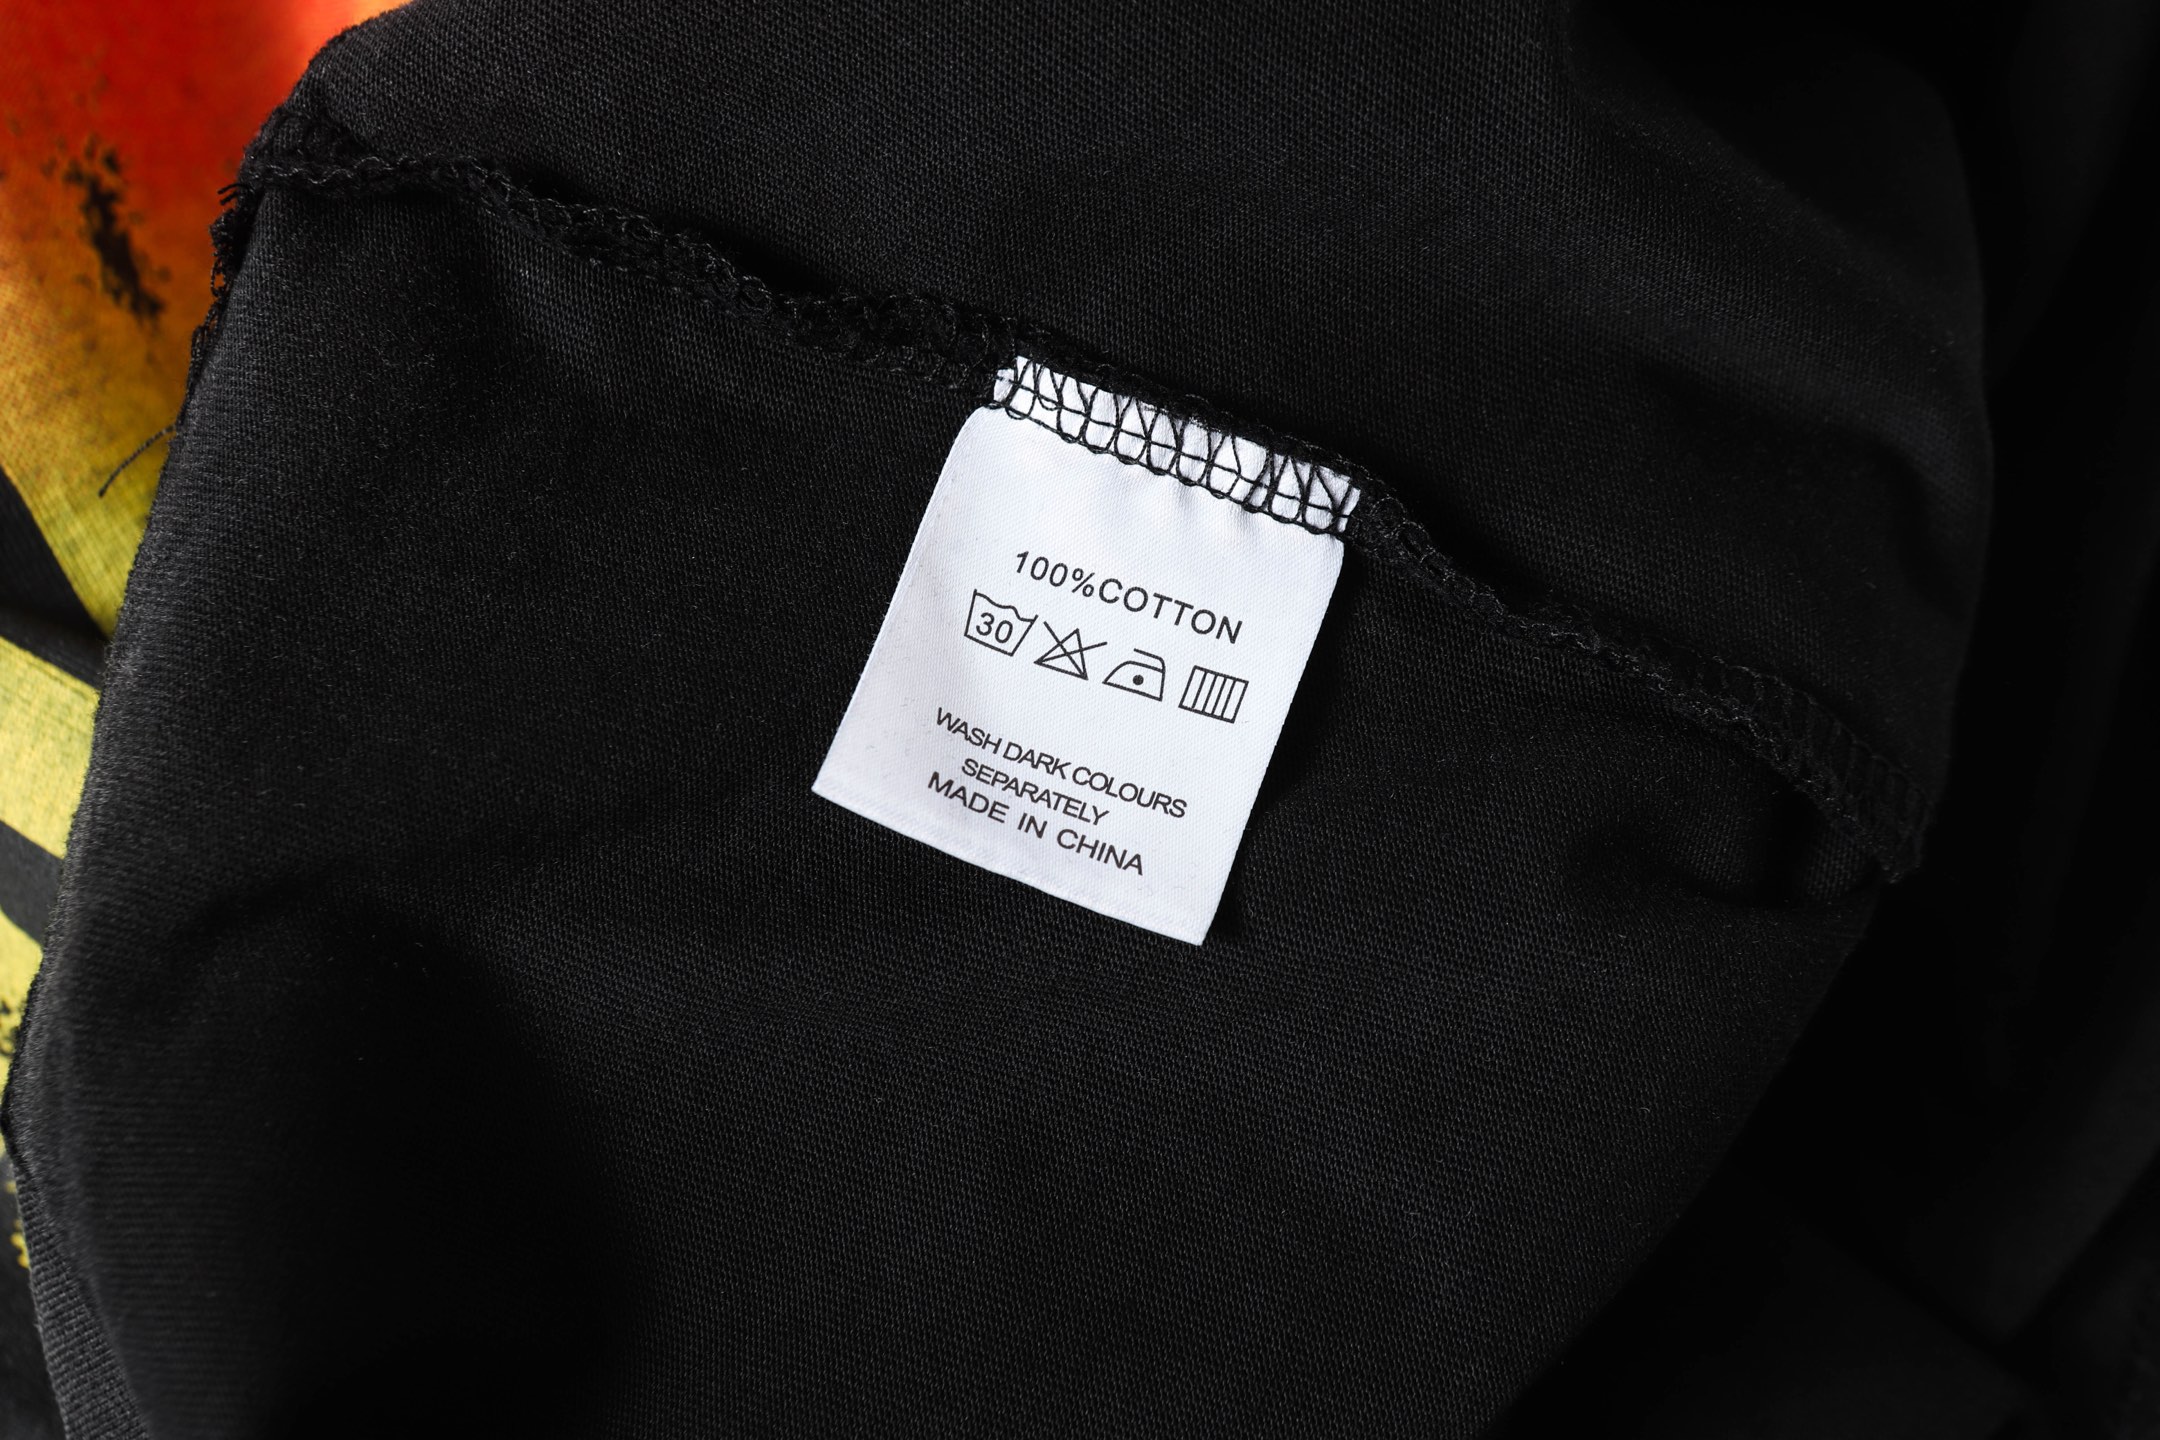 100%COTTON
30
WASH DARK COLOURS
SEPARATELY
MADE IN CHINA